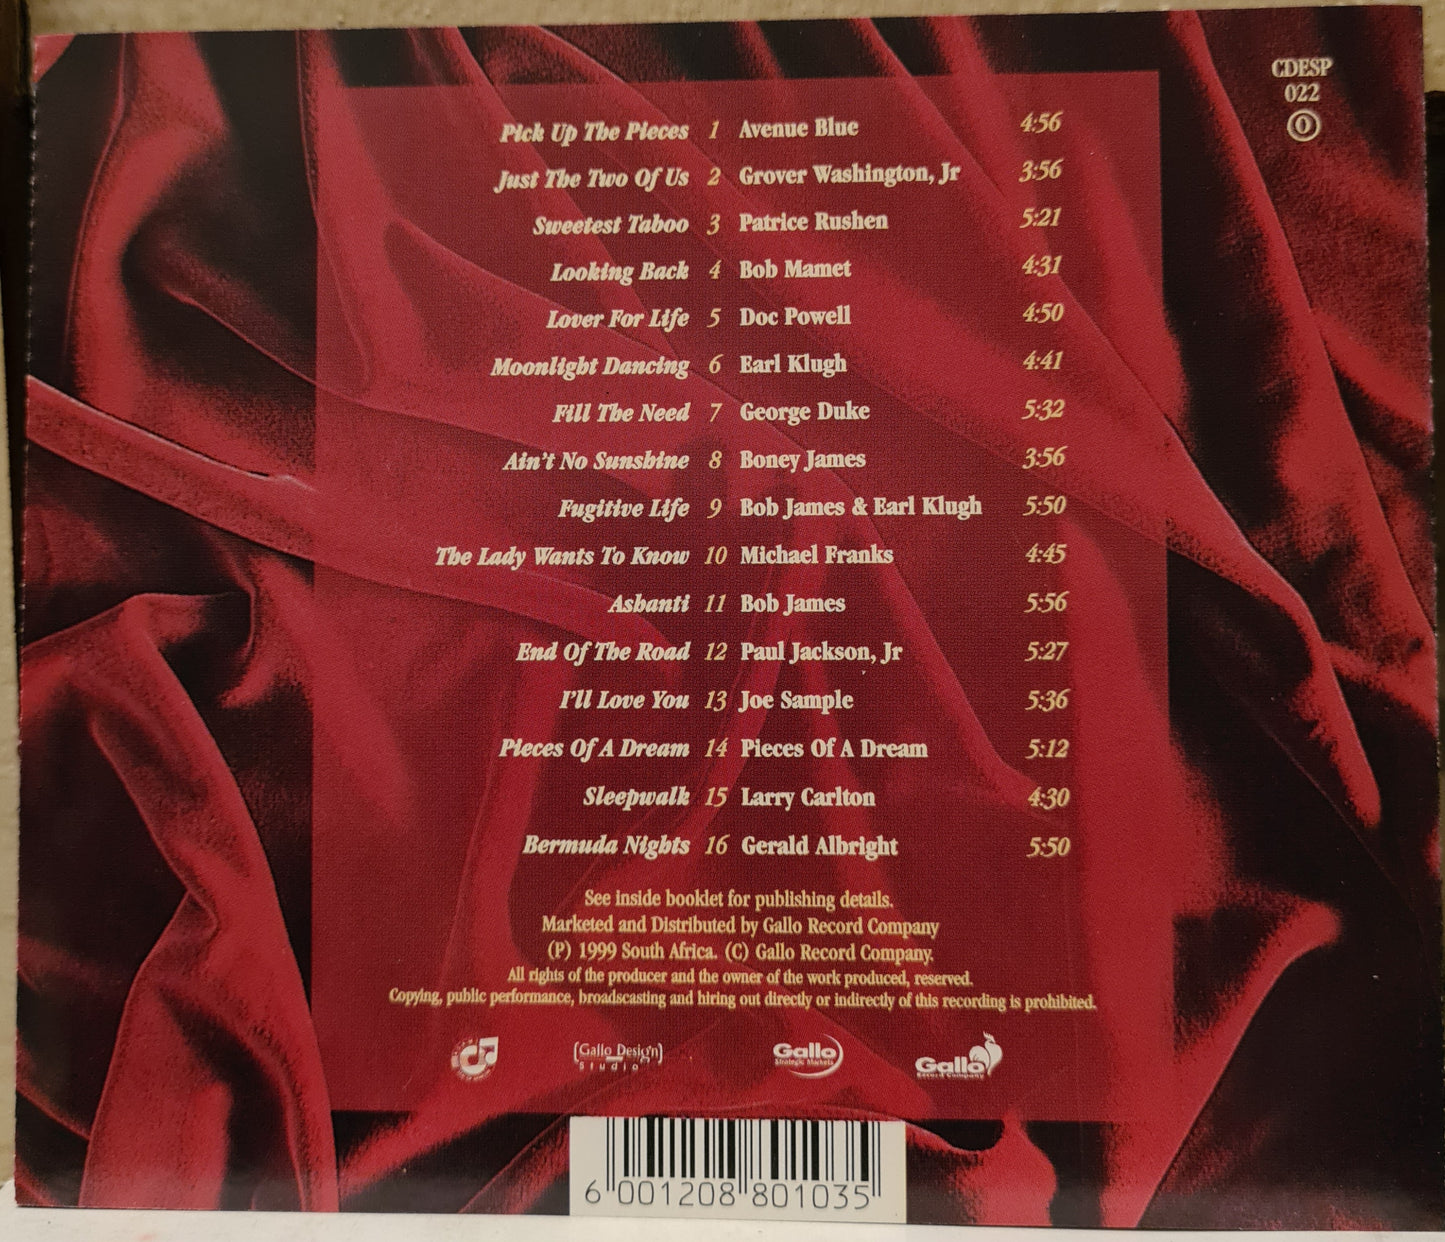 CDESP
022
O
Pick Up The Pieces 1 Avenue Blue 4:56
Just The Two Of Us 2 Grover Washington, Jr 3:56
Sweetest Taboo 3 Patrice Rushen 5:21
Looking Back 4 Bob Mamet 4:31
Lover For Life 5 Doc Powell 4:50
Moonlight Dancing 6 Earl Klugh 4:41
Fill The Need 7 George Duke 5:32
Ain't No Sunshine 8 Boney James 3:56
Fugitive Life 9 Bob James & Earl Klugh 5:50
The Lady Wants To Know 10 Michael Franks 4:45
Ashanti 11 Bob James 5:56
End Of The Road 12 Paul Jackson, Jr 5:27
I'll Love You 13 Joe Sample 5:36
Pieces Of A Dream 14 Pieces Of A Dream 5:12
Sleepwalk 15 Larry Carlton 4:30
Bermuda Nights 16 Gerald Albright 5:50
See inside booklet for publishing details.
Marketed and Distributed by Gallo Record Company
(P) 1999 South Africa. (C) Gallo Record Company.
All rights of the producer and the owner of the work produced, reserved.
Copying, public performance, broadscasting and hiring out directly or indirectly of this recording is prohibited.
(Gallo Design)
Studio
Gallo
Strategic Markets
Gallo
Record Company
6 001208 801035